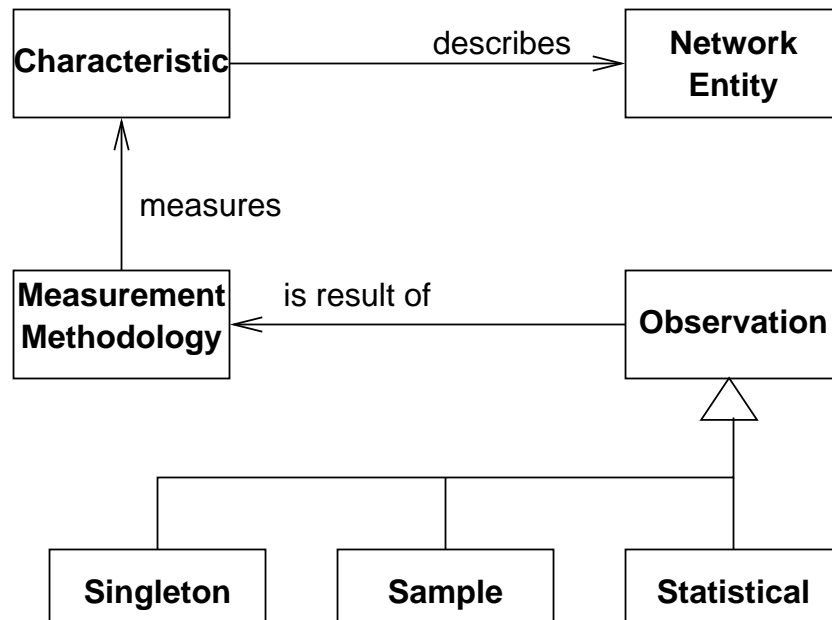 Characteristic
describes
Network
Entity
measures
Measurement
Methodology
is result of
Observation
Singleton
Sample
Statistical